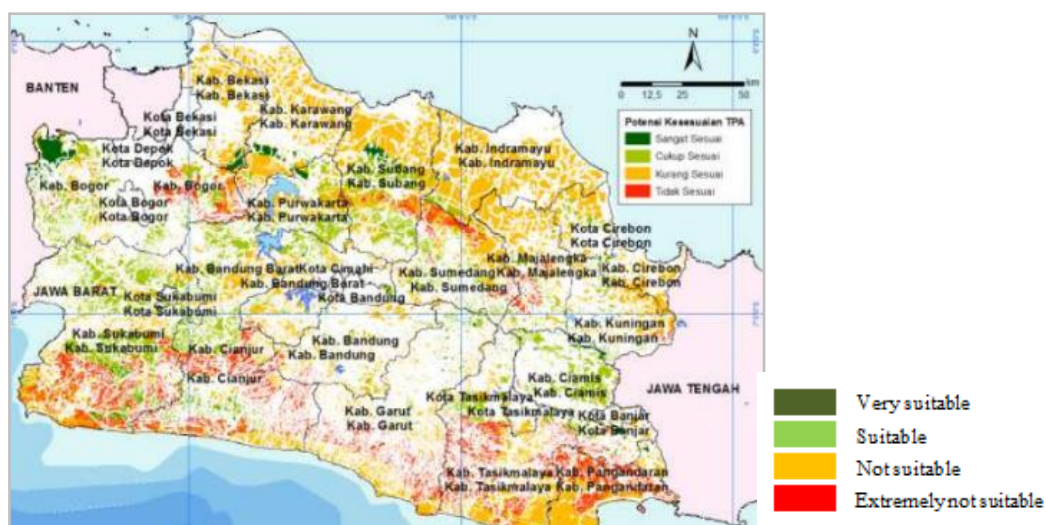 N
km
0 12,5 25 50
BANTEN
Potensi Kesesuaian TPA
Sangat Sesuai
Cukup Sesuai
Kurang Sesuai
Tidak Sesuai
Kab. Bekasi
Kab. Bekasi
Kab. Karawang
Kab. Karawang
Kota Bekasi
Kota Bekasi
Kota Depok
Kota Depok
Kab. Indramayu
Kab. Indramayu
Kab. Subang
Kab. Subang
Kab. Bogor
Kab. Bogor
Kota Bogor
Kota Bogor
Kab. Purwakarta
Kab. Purwakarta
Kota Cirebon
Kota Cirebon
Kab. Majalengka
Kab. Majalengka
Kab. Cirebon
Kab. Cirebon
Kab. Sumedang
Kab. Sumedang
Kab. Bandung Barat
Kab. Bandung Barat
Kota Cimahi
Kota Bandung
JAWA BARAT
Kota Sukabumi
Kota Sukabumi
Kab. Kuningan
Kab. Kuningan
Kab. Sukabumi
Kab. Sukabumi
Kab. Cianjur
Kab. Cianjur
Kab. Bandung
Kab. Bandung
JAWA TENGAH
Kab. Ciamis
Kab. Ciamis
Kota Tasikmalaya
Kota Tasikmalaya
Kota Banjar
Kota Banjar
Kab. Garut
Kab. Garut
Kab. Tasikmalaya
Kab. Tasikmalaya
Kab. Pangandaran
Kab. Pangandaran
Very suitable
Suitable
Not suitable
Extremely not suitable